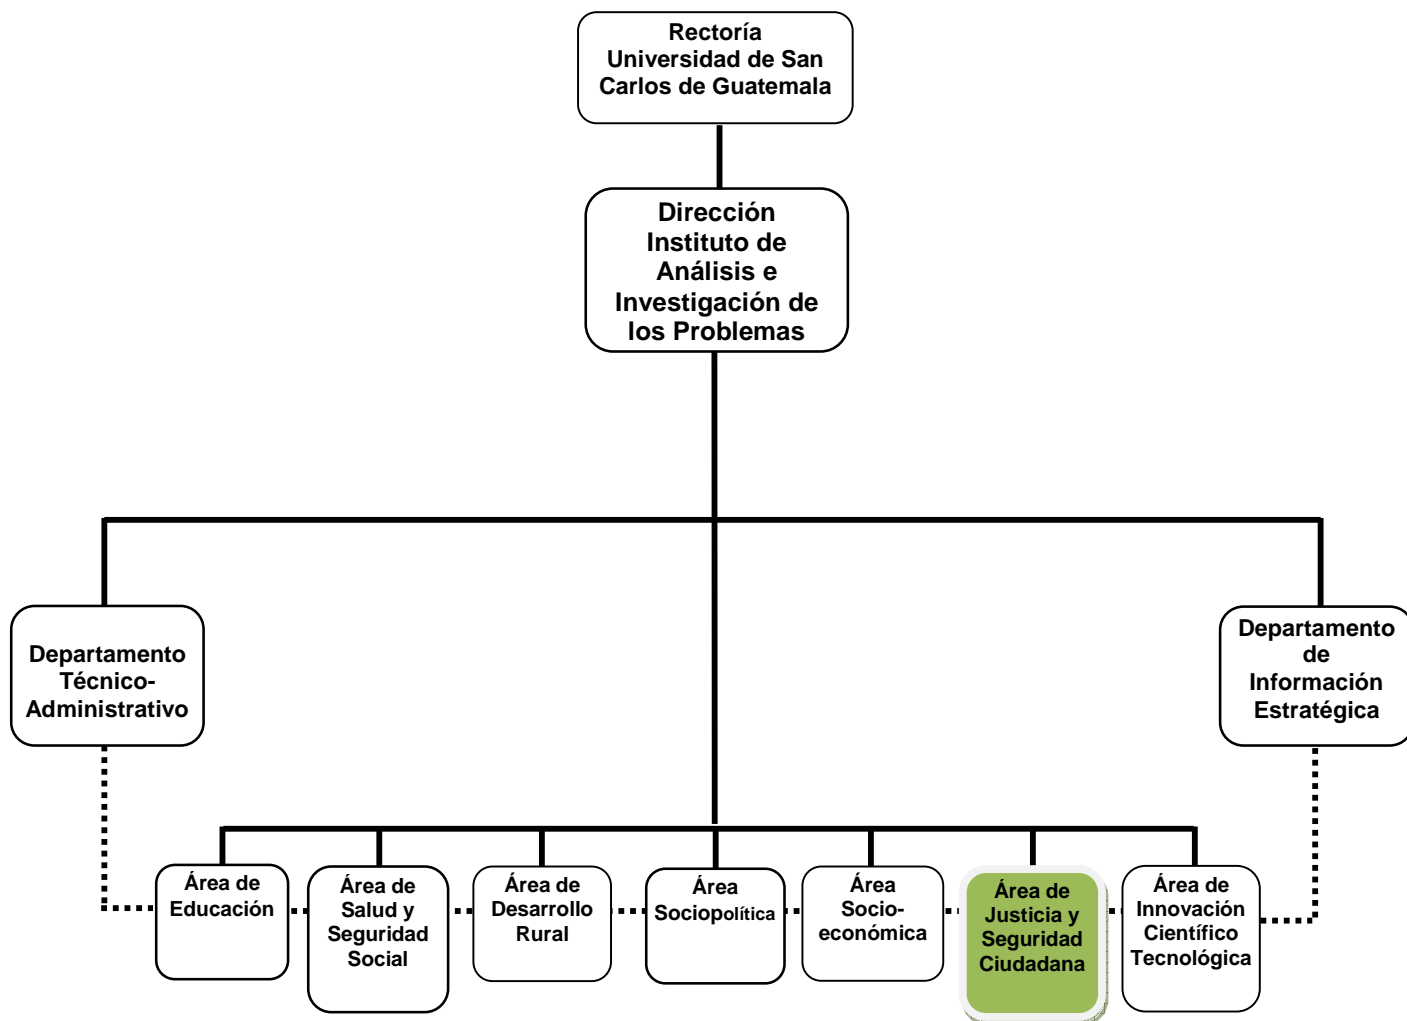 Rectoría
Universidad de San
Carlos de Guatemala
Dirección
Instituto de
Análisis e
Investigación de
los Problemas
Departamento
Técnico-
Administrativo
Departamento
de
Información
Estratégica
Área de
Educación
Área de
Salud y
Seguridad
Social
Área de
Desarrollo
Rural
Área
Sociopolítica
Área
Socio-
económica
Área de
Justicia y
Seguridad
Ciudadana
Área de
Innovación
Científico
Tecnológica